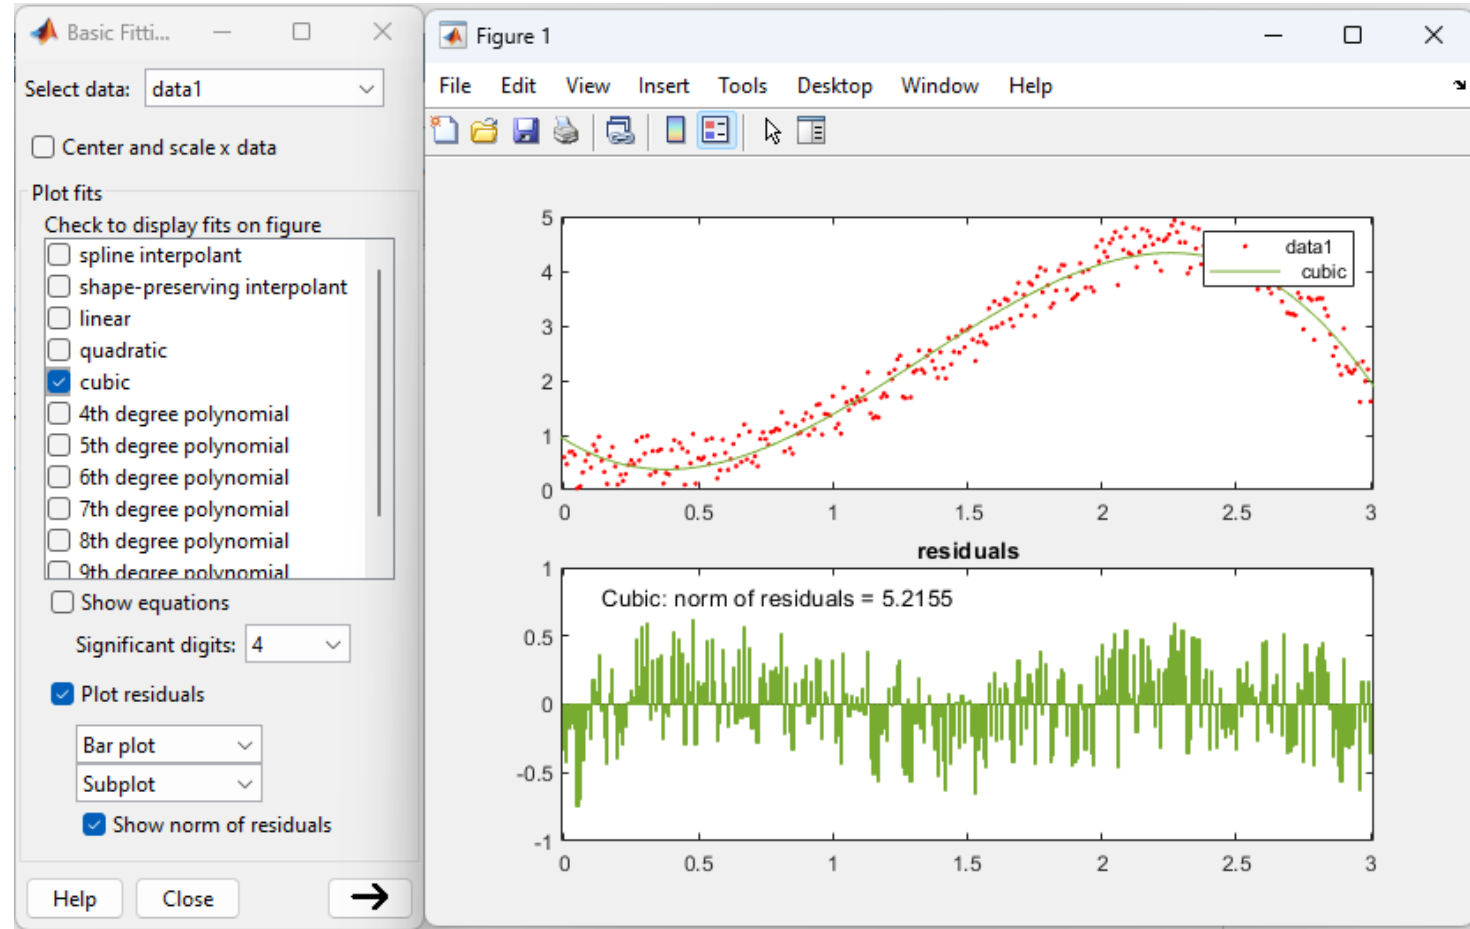 Basic Fitti...
Select data: data1
Center and scale x data
Plot fits
Check to display fits on figure
spline interpolant
shape-preserving interpolant
linear
quadratic
cubic
4th degree polynomial
5th degree polynomial
6th degree polynomial
7th degree polynomial
8th degree polynomial
9th degree polynomial
Show equations
Significant digits: 4
Plot residuals
Bar plot
Subplot
Show norm of residuals
Help Close
Figure 1
File Edit View Insert Tools Desktop Window Help
5
4
3
2
1
0
0 0.5 1 1.5 2 2.5 3
data1
cubic
residuals
1
0.5
0
-0.5
-1
Cubic: norm of residuals = 5.2155
0 0.5 1 1.5 2 2.5 3